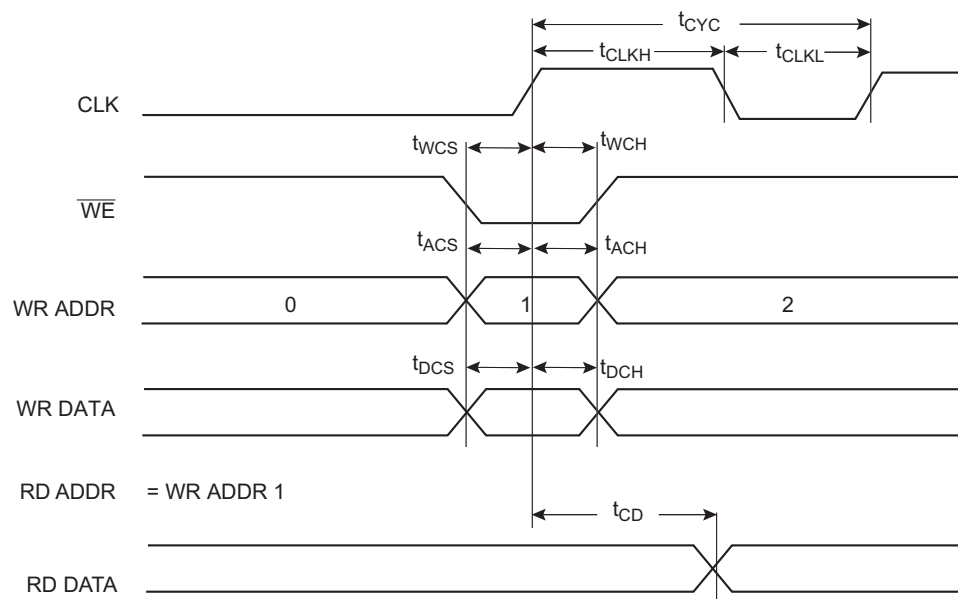 tCYC
tCLKH tCLKL
CLK
tWCS tWCH
WE
tACS tACH
WR ADDR 0 1 2
tDCS tDCH
WR DATA
RD ADDR = WR ADDR 1
tCD
RD DATA